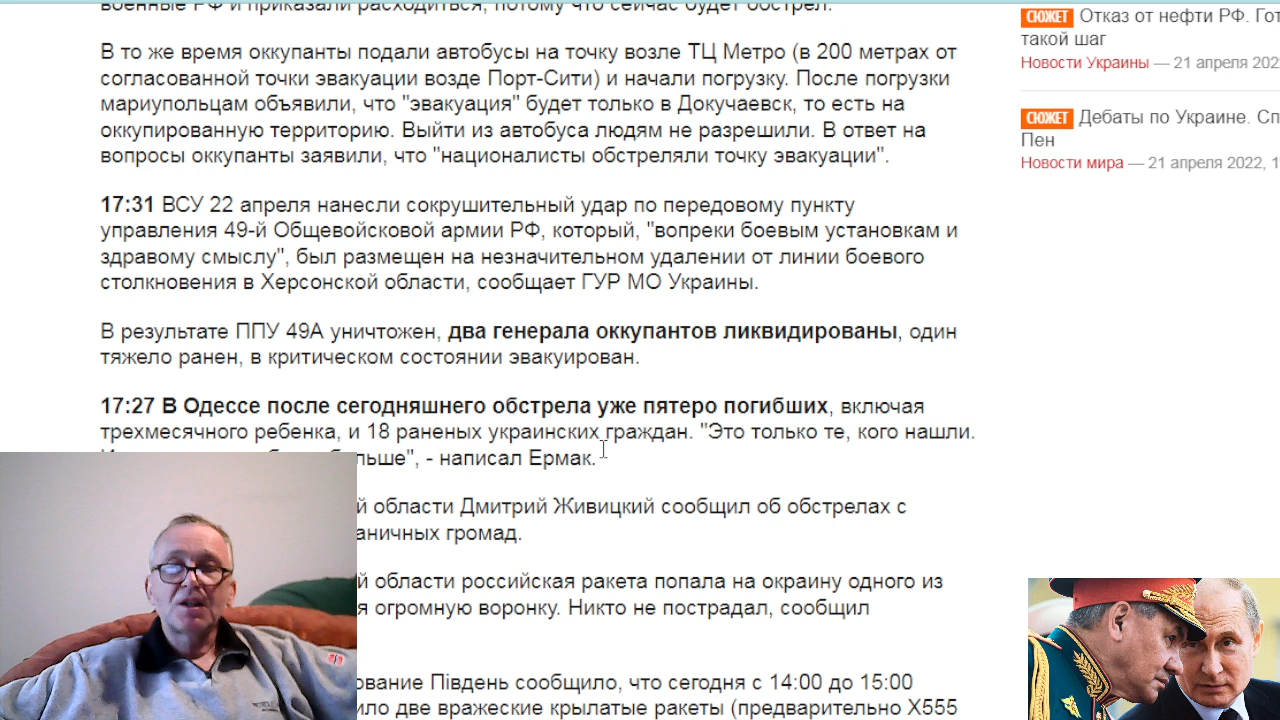 военные РФ и приказали расходиться, потому что сейчас будет обстрел.
В то же время оккупанты подали автобусы на точку возле ТЦ Метро (в 200 метрах от
согласованной точки эвакуации возде Порт-Сити) и начали погрузку. После погрузки
мариупольцам объявили, что "эвакуация" будет только в Докучаевск, то есть на
оккупированную территорию. Выйти из автобуса людям не разрешили. В ответ на
вопросы оккупанты заявили, что "националисты обстреляли точку эвакуации".
17:31 ВСУ 22 апреля нанесли сокрушительный удар по передовому пункту
управления 49-й Общевойсковой армии РФ, который, "вопреки боевым установкам и
здравому смыслу", был размещен на незначительном удалении от линии боевого
столкновения в Херсонской области, сообщает ГУР МО Украины.
В результате ППУ 49А уничтожен, два генерала оккупантов ликвидированы, один
тяжело ранен, в критическом состоянии эвакуирован.
17:27 В Одессе после сегодняшнего обстрела уже пятеро погибших, включая
трехмесячного ребенка, и 18 раненых украинских граждан. "Это только те, кого нашли.
льше", - написал Ермак.
й области Дмитрий Живицкий сообщил об обстрелах с
аничных громад.
й области российская ракета попала на окраину одного из
я огромную воронку. Никто не пострадал, сообщил
ование Південь сообщило, что сегодня с 14:00 до 15:00
ило две вражеские крылатые ракеты (предварительно Х555
СЮЖЕТ Отказ от нефти РФ. Гот
такой шаг
Новости Украины — 21 апреля 202
СЮЖЕТ Дебаты по Украине. Сп
Пен
Новости мира — 21 апреля 2022, 1